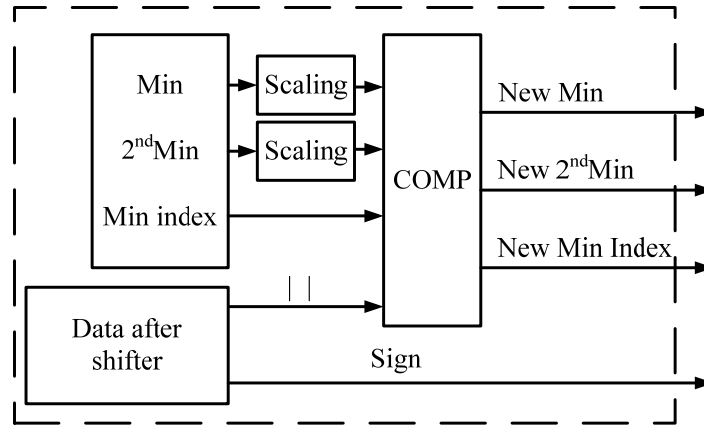 Min
Scaling
New Min
2ndMin
Scaling
COMP
New 2ndMin
Min index
New Min Index
| |
Data after
shifter
Sign